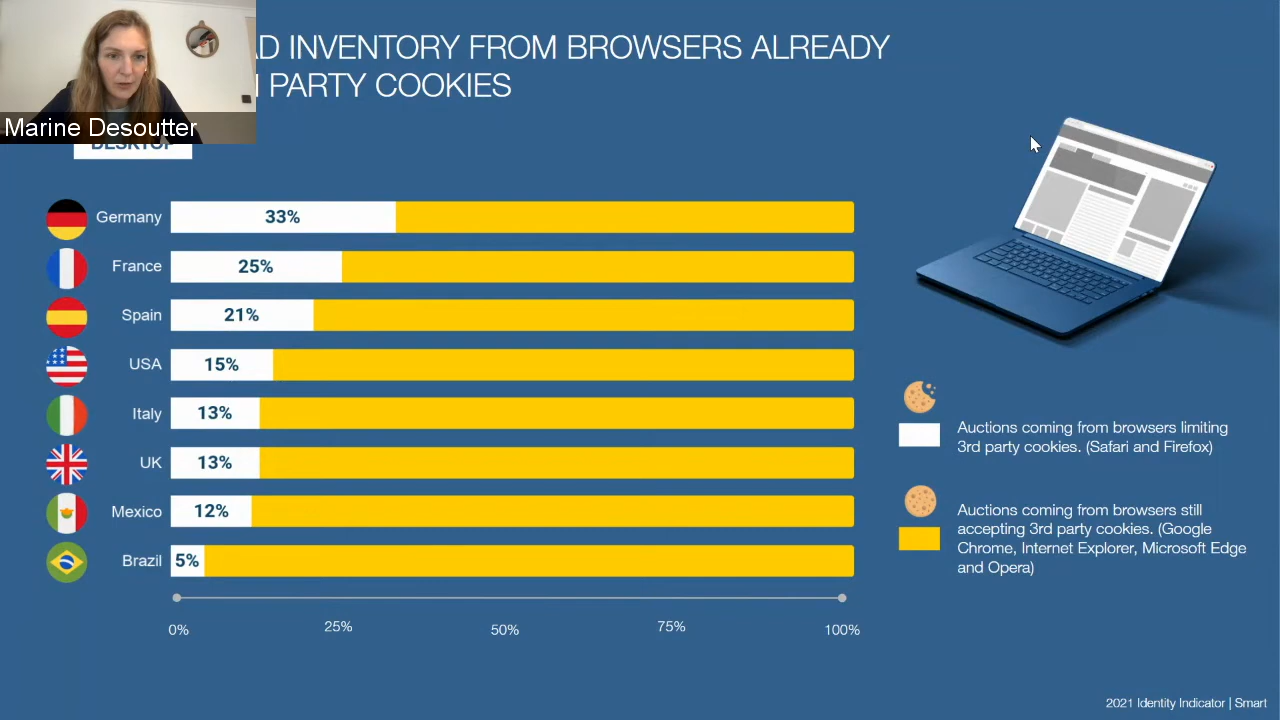 AD INVENTORY FROM BROWSERS ALREADY
PARTY COOKIES
Marine Desoutter
DESKTOP
Germany 33%
France 25%
Spain 21%
USA 15%
Italy 13%
UK 13%
Mexico 12%
Brazil 5%
0% 25% 50% 75% 100%
Auctions coming from browsers limiting
3rd party cookies. (Safari and Firefox)
Auctions coming from browsers still
accepting 3rd party cookies. (Google
Chrome, Internet Explorer, Microsoft Edge
and Opera)
2021 Identity Indicator | Smart